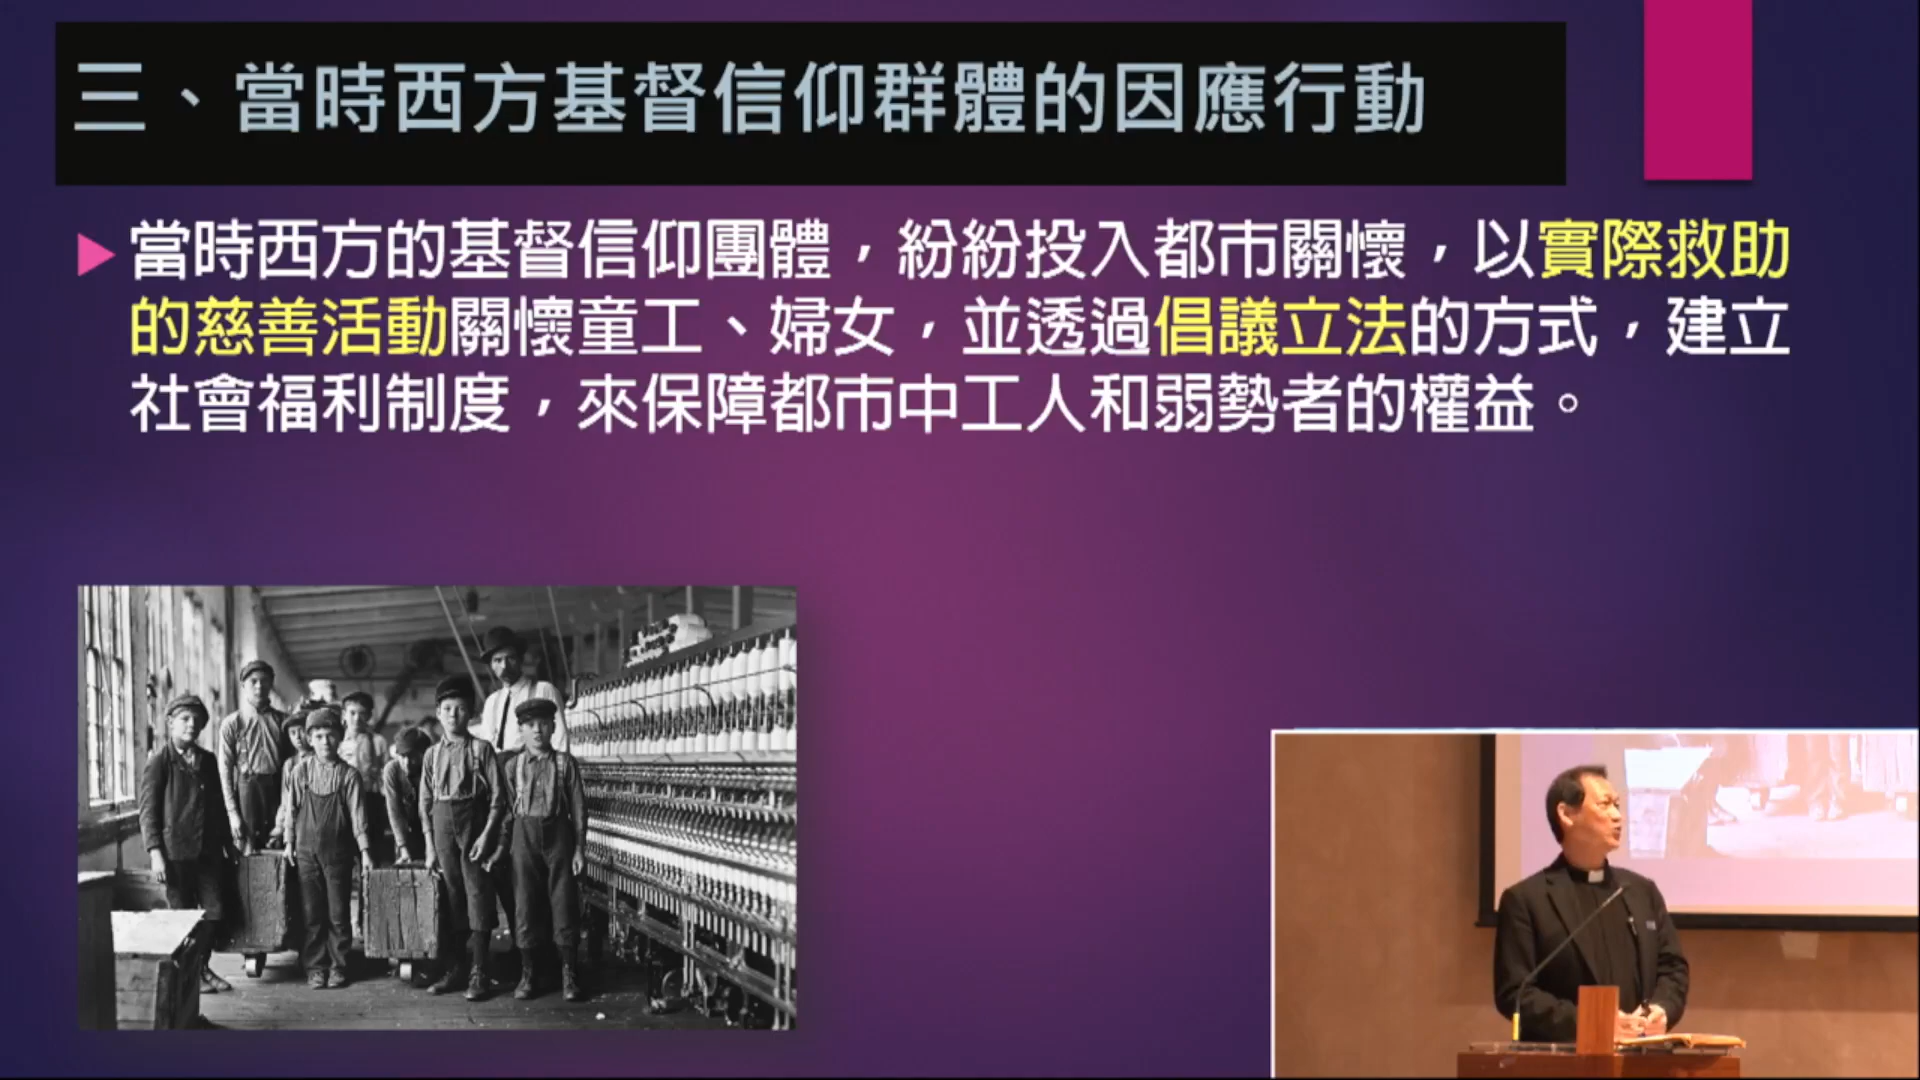 三、當時西方基督信仰群體的因應行動
當時西方的基督信仰團體，紛紛投入都市關懷，以實際救助
的慈善活動關懷童工、婦女，並透過倡議立法的方式，建立
社會福利制度，來保障都市中工人和弱勢者的權益。